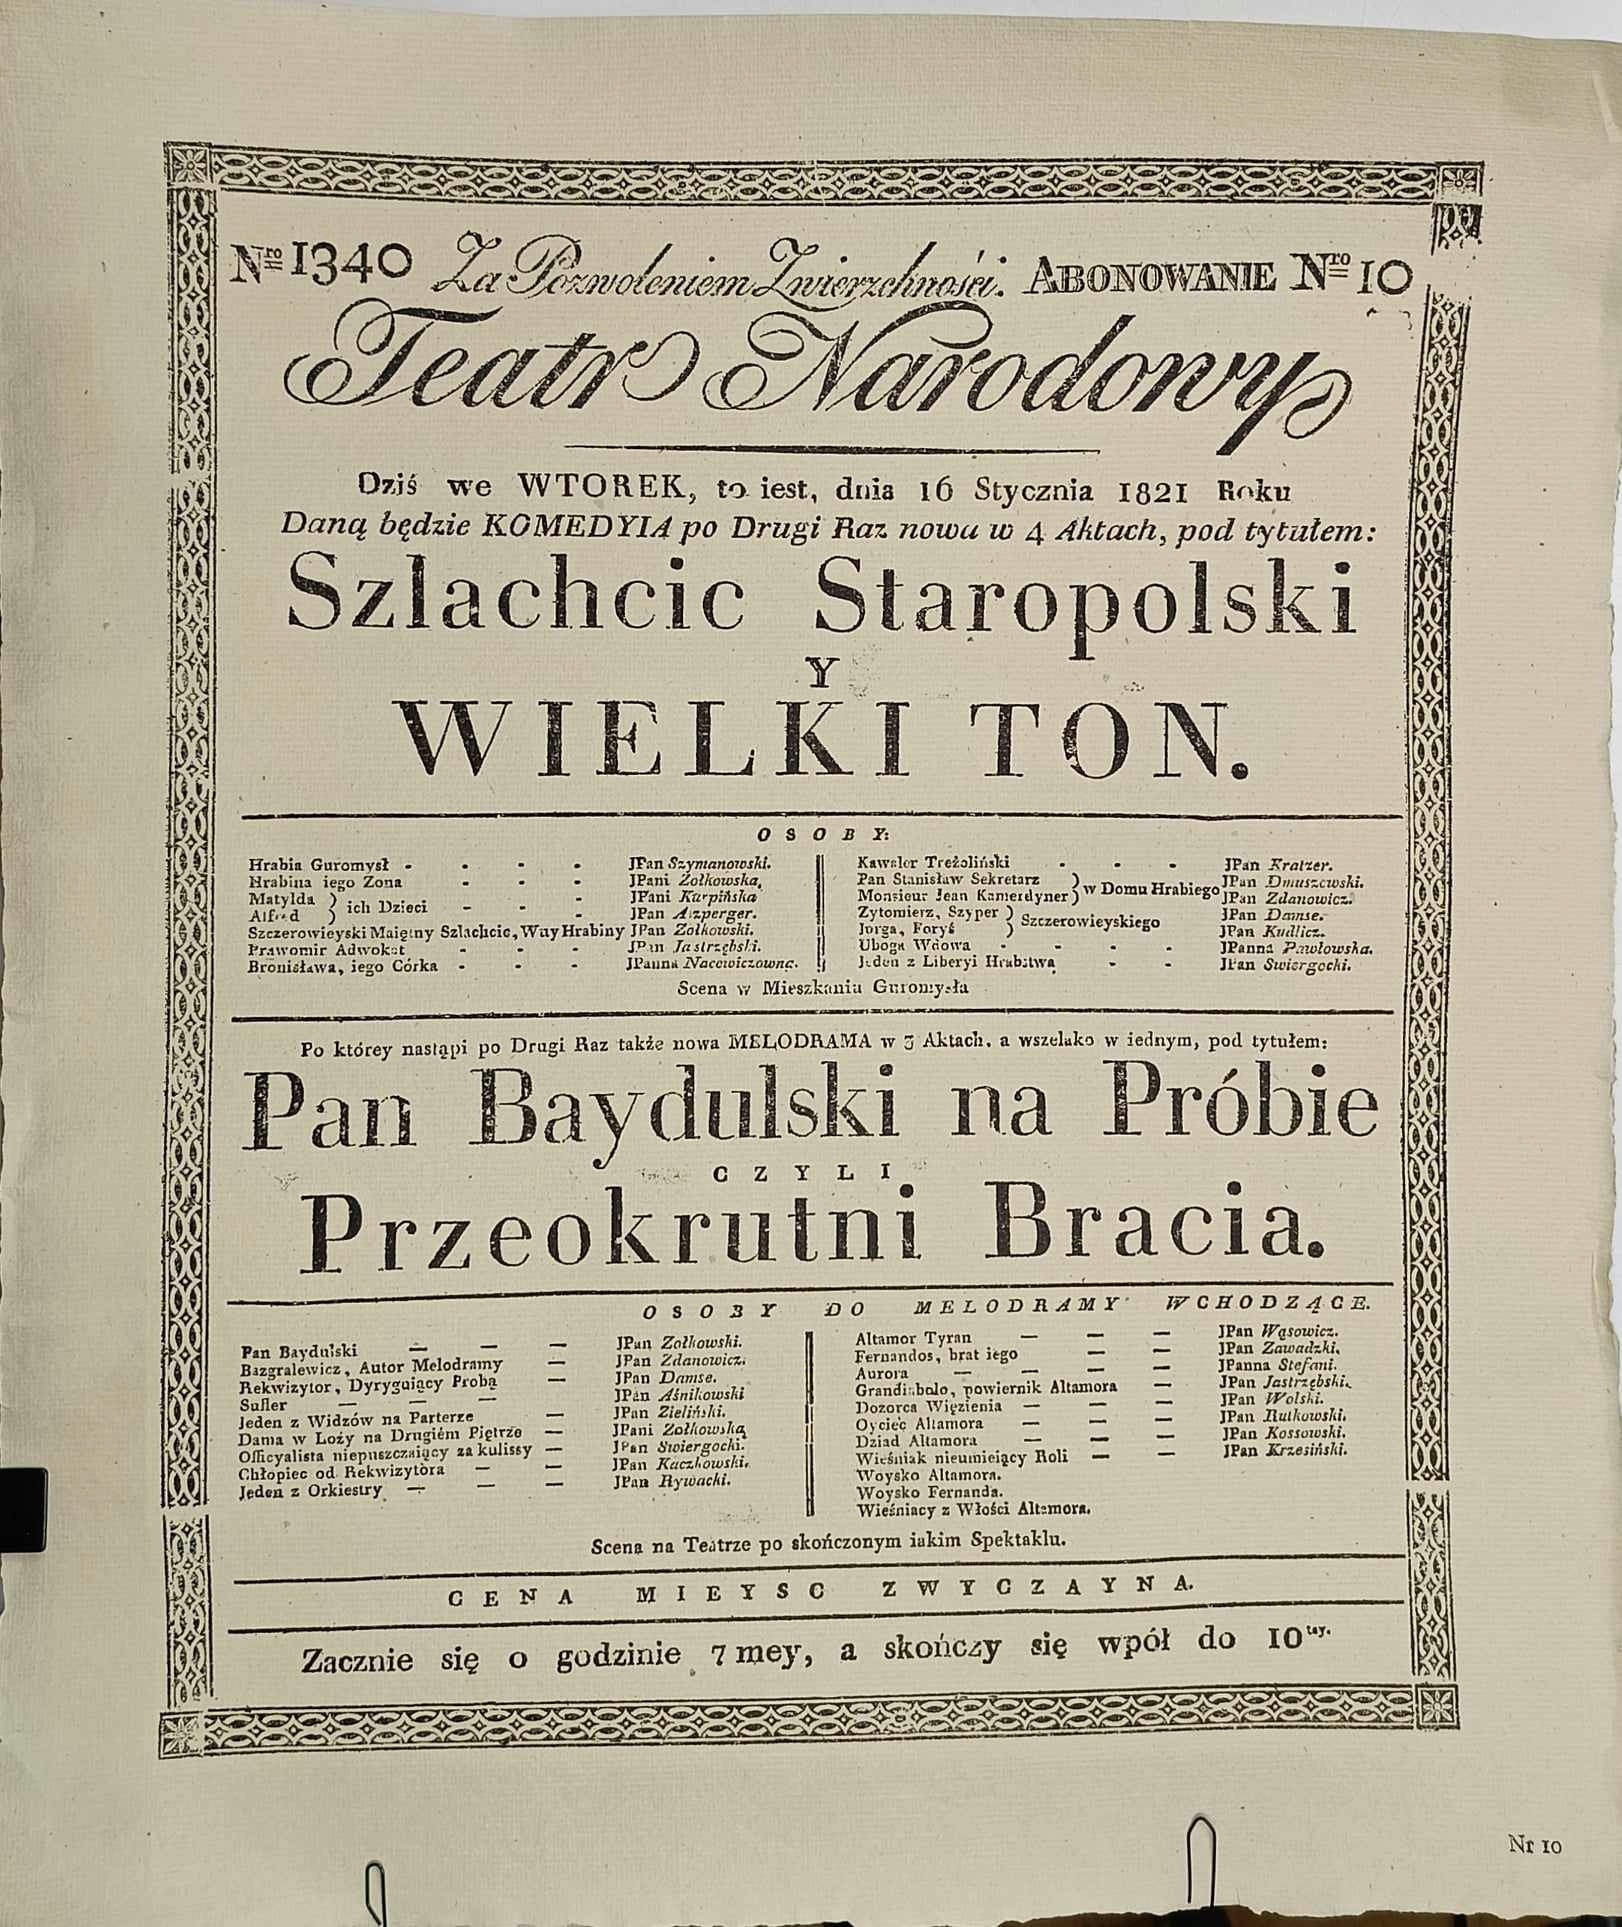 Nro 1340 Za Pozwoleniem Zwierzchności. ABONOWANIE Nro 10
Teatr Narodowy
Dziś we WTOREK, to iest, dnia 16 Stycznia 1821 Roku
Daną będzie KOMEDYIA po Drugi Raz nowa w 4 Aktach, pod tytułem:
Szlachcic Staropolski
Y
WIELKI TON.
OSOBY:
Hrabia Guromysł - - - - JPan Szymanowski.
Hrabina iego Zona - - - JPani Zołkowska.
Matylda } ich Dzieci - - - JPani Karpińska
Alfred JPan Aszperger.
Szczerowieyski Maiętny Szlachcic, Wuy Hrabiny JPan Zołkowski.
Prawomir Adwokat - - - JPan Jastrzębski.
Bronisława, iego Córka - - - JPanna Nacewiczowna.
Kawaler Treżoliński - - - JPan Kratzer.
Pan Stanisław Sekretarz } w Domu Hrabiego JPan Dmuszewski.
Monsieur Jean Kamerdyner JPan Zdanowicz.
Zytomierz, Szyper } Szczerowieyskiego JPan Damse.
Jorga, Foryś JPan Kudlicz.
Uboga Wdowa - - - - JPanna Pawłowska.
Jeden z Liberyi Hrabstwa - - JPan Swiergocki.
Scena w Mieszkaniu Guromysła
Po którey nastąpi po Drugi Raz także nowa MELODRAMA w 3 Aktach, a wszelako w iednym, pod tytułem:
Pan Baydulski na Próbie
CZYLI
Przeokrutni Bracia.
OSOBY DO MELODRAMY WCHODZĄCE.
Pan Baydulski — — — JPan Zołkowski.
Bazgralewicz, Autor Melodramy — JPan Zdanowicz.
Rekwizytor, Dyryguiący Probą — JPan Damse.
Sufler — — — JPan Aśnikowski
Jeden z Widzów na Parterze — JPan Zieliński.
Dama w Loży na Drugiém Piętrze — JPani Zołkowska
Officyalista niepuszczaiący za kulissy — JPan Swiergocki.
Chłopiec od Rekwizytòra — — JPan Kaczkowski.
Jeden z Orkiestry — — — JPan Rywacki.
Altamor Tyran — — — JPan Wąsowicz.
Fernandos, brat iego — — JPan Zawadzki.
Aurora — — — JPanna Stefani.
Grandinbolo, powiernik Altamora — JPan Jastrzębski.
Dozorca Więzienia — — — JPan Wolski.
Oyciec Altamora — — — JPan Rutkowski.
Dziad Altamora — — — JPan Kossowski.
Wieśniak nieumieiący Roli — — JPan Krzesiński.
Woysko Altamora.
Woysko Fernanda.
Wieśniacy z Włości Altamora.
Scena na Teatrze po skończonym iakim Spektaklu.
CENA MIEYSC ZWYCZAYNA.
Zacznie się o godzinie 7 mey, a skończy się wpół do 10tey.
Nr 10